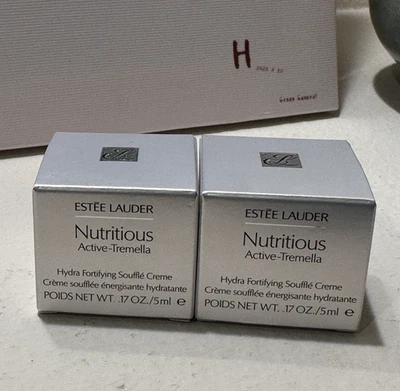 H
ESTĒE LAUDER
Nutritious
Active-Tremella
Hydra Fortifying Soufflé Creme
Crème soufflée énergisante hydratante
POIDS NET WT. .17 OZ./5ml e
ESTĒE LAUDER
Nutritious
Active-Tremella
Hydra Fortifying Soufflé Creme
Crème soufflée énergisante hydratante
POIDS NET WT. .17 OZ./5ml e